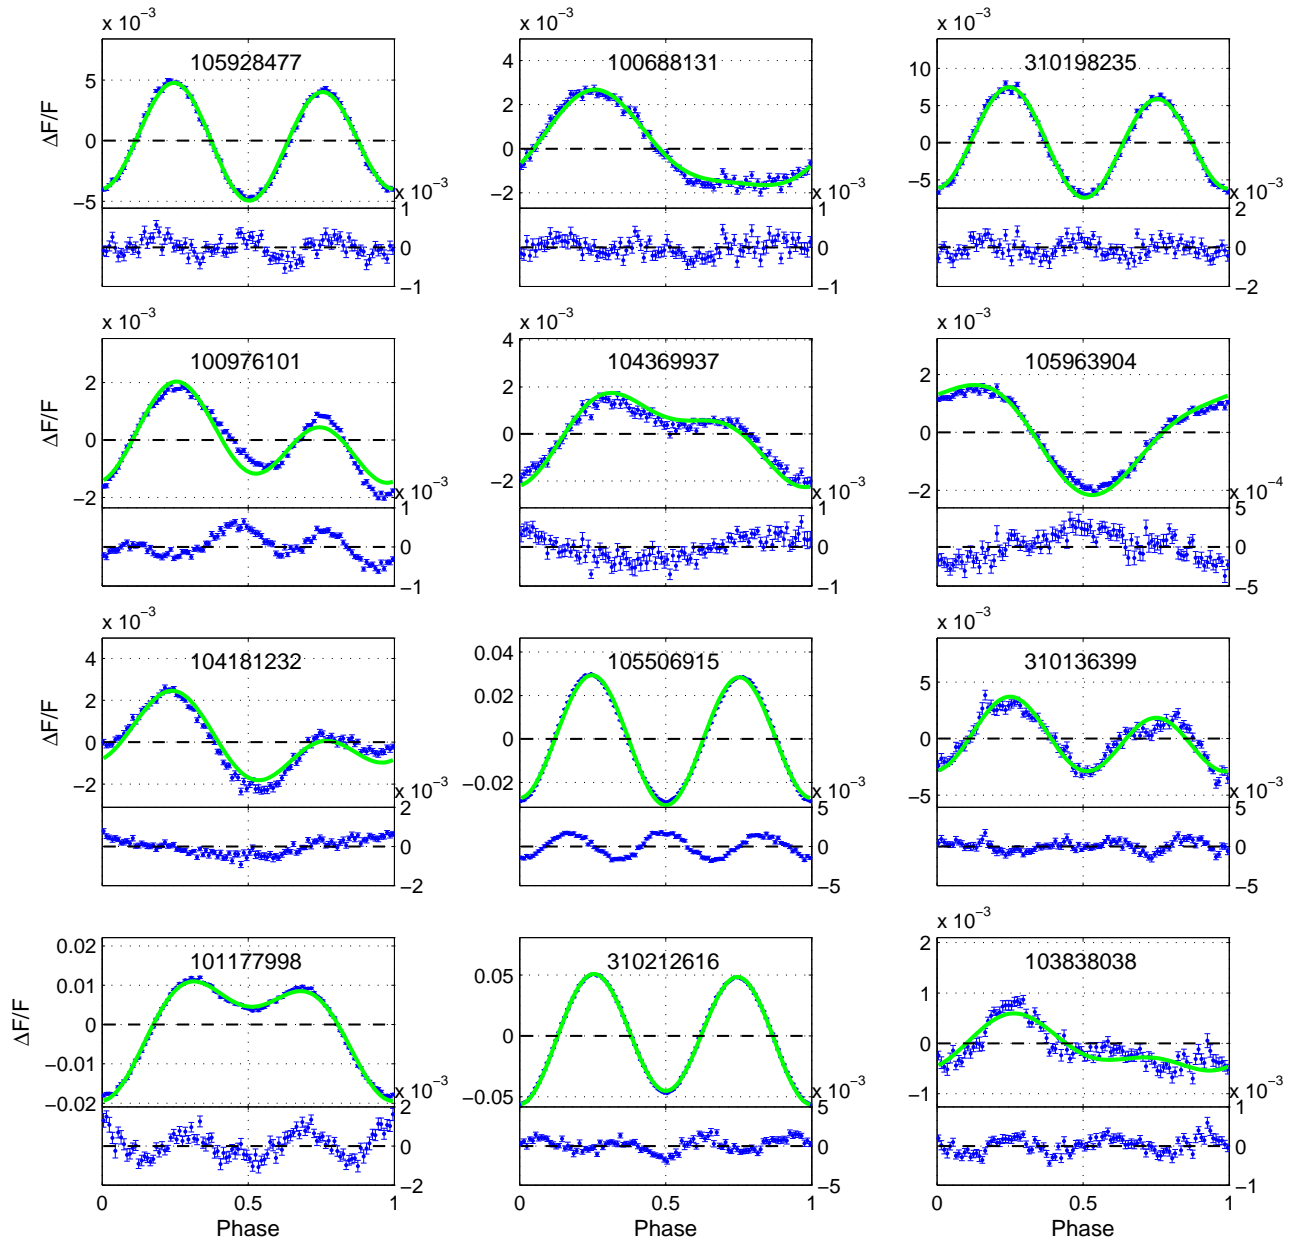 x 10⁻³ x 10⁻³ x 10⁻³
105928477 100688131 310198235
ΔF/F
5 0 −5
4 2 0 −2
10 5 0 −5
x 10⁻³ x 10⁻³ x 10⁻³
1 0 −1
1 0 −1
2 0 −2
x 10⁻³ x 10⁻³ x 10⁻³
100976101 104369937 105963904
ΔF/F
2 0 −2
4 2 0 −2
2 0 −2
x 10⁻³ x 10⁻³ x 10⁻⁴
1 0 −1
1 0 −1
5 0 −5
x 10⁻³ x 10⁻³
104181232 105506915 310136399
ΔF/F
4 2 0 −2
0.04 0.02 0 −0.02
5 0 −5
x 10⁻³ x 10⁻³ x 10⁻³
2 0 −2
5 0 −5
5 0 −5
x 10⁻³
101177998 310212616 103838038
ΔF/F
0.02 0.01 0 −0.01 −0.02
0.05 0 −0.05
2 1 0 −1
x 10⁻³ x 10⁻³ x 10⁻³
2 0 −2
5 0 −5
1 0 −1
0 0.5 1 0 0.5 1 0 0.5 1
Phase Phase Phase